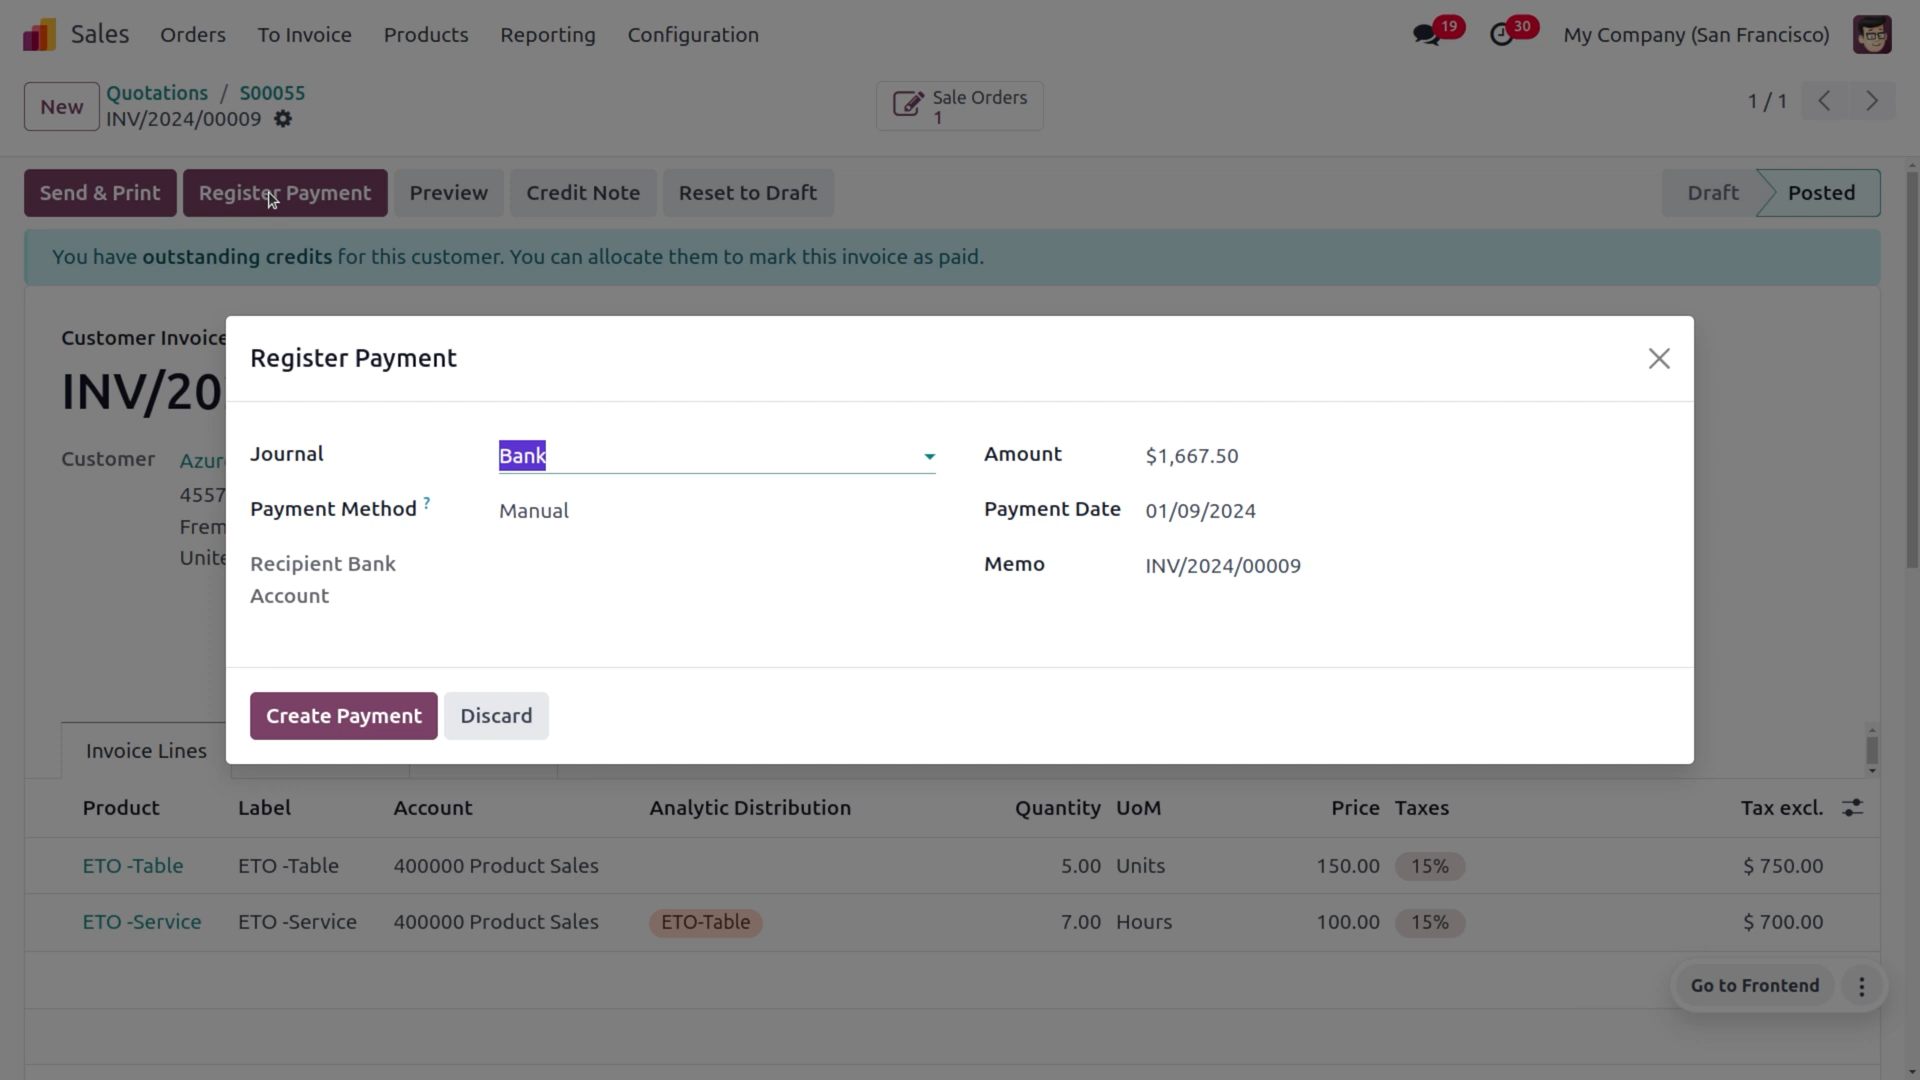 Sales Orders To Invoice Products Reporting Configuration 19 30 My Company (San Francisco)
New Quotations / S00055
INV/2024/00009
Sale Orders
1
1 / 1
Send & Print Register Payment Preview Credit Note Reset to Draft Draft Posted
You have outstanding credits for this customer. You can allocate them to mark this invoice as paid.
Customer Invoice
INV/20
Customer Azur
4557
Frem
Unite
Register Payment
Journal Bank Amount $1,667.50
Payment Method ? Manual Payment Date 01/09/2024
Recipient Bank
Account
Memo INV/2024/00009
Create Payment Discard
Invoice Lines
Product Label Account Analytic Distribution Quantity UoM Price Taxes Tax excl.
ETO -Table ETO -Table 400000 Product Sales 5.00 Units 150.00 15% $ 750.00
ETO -Service ETO -Service 400000 Product Sales ETO-Table 7.00 Hours 100.00 15% $ 700.00
Go to Frontend